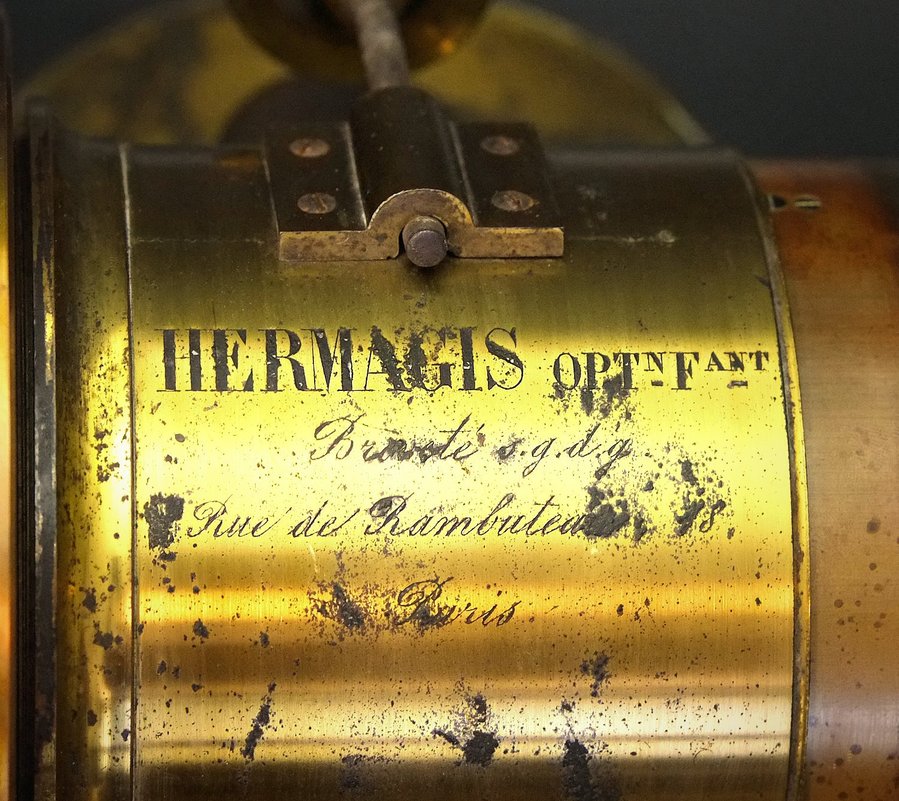 HERMAGIS OPTᴺ FANT
Breveté s.g.d.g.
Rue de Rambuteau, 18
Paris